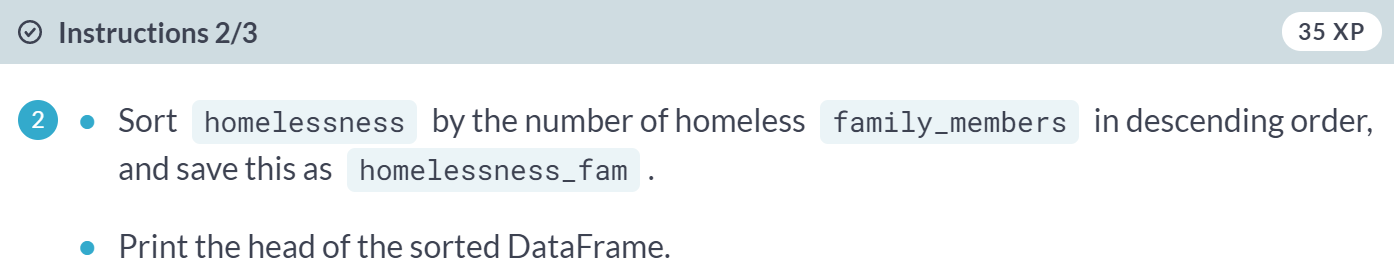 Instructions 2/3 35 XP
2 • Sort homelessness by the number of homeless family_members in descending order,
and save this as homelessness_fam .
• Print the head of the sorted DataFrame.